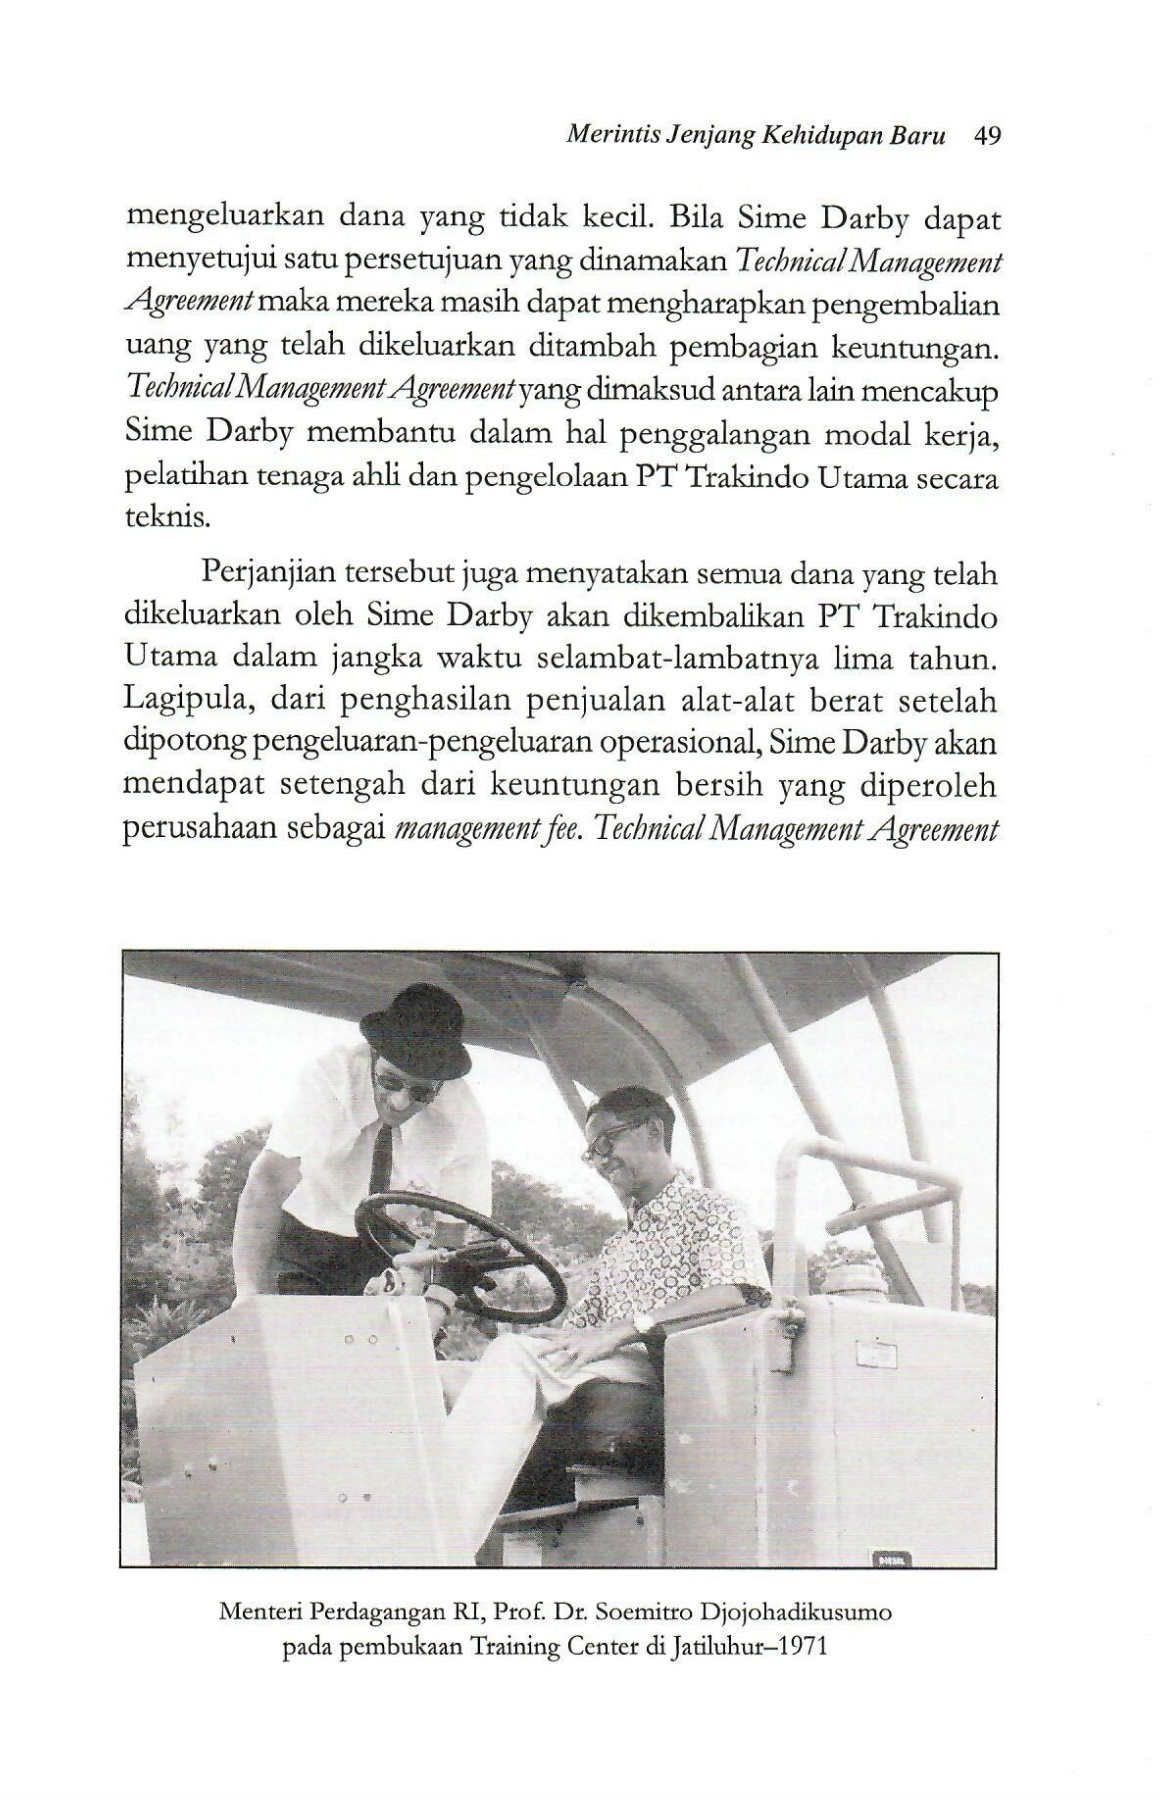 Merintis Jenjang Kehidupan Baru 49
mengeluarkan dana yang tidak kecil. Bila Sime Darby dapat
menyetujui satu persetujuan yang dinamakan Technical Management
Agreement maka mereka masih dapat mengharapkan pengembalian
uang yang telah dikeluarkan ditambah pembagian keuntungan.
Technical Management Agreement yang dimaksud antara lain mencakup
Sime Darby membantu dalam hal penggalangan modal kerja,
pelatihan tenaga ahli dan pengelolaan PT Trakindo Utama secara
teknis.
Perjanjian tersebut juga menyatakan semua dana yang telah
dikeluarkan oleh Sime Darby akan dikembalikan PT Trakindo
Utama dalam jangka waktu selambat-lambatnya lima tahun.
Lagipula, dari penghasilan penjualan alat-alat berat setelah
dipotong pengeluaran-pengeluaran operasional, Sime Darby akan
mendapat setengah dari keuntungan bersih yang diperoleh
perusahaan sebagai management fee. Technical Management Agreement
DIESEL
Menteri Perdagangan RI, Prof. Dr. Soemitro Djojohadikusumo
pada pembukaan Training Center di Jatiluhur–1971